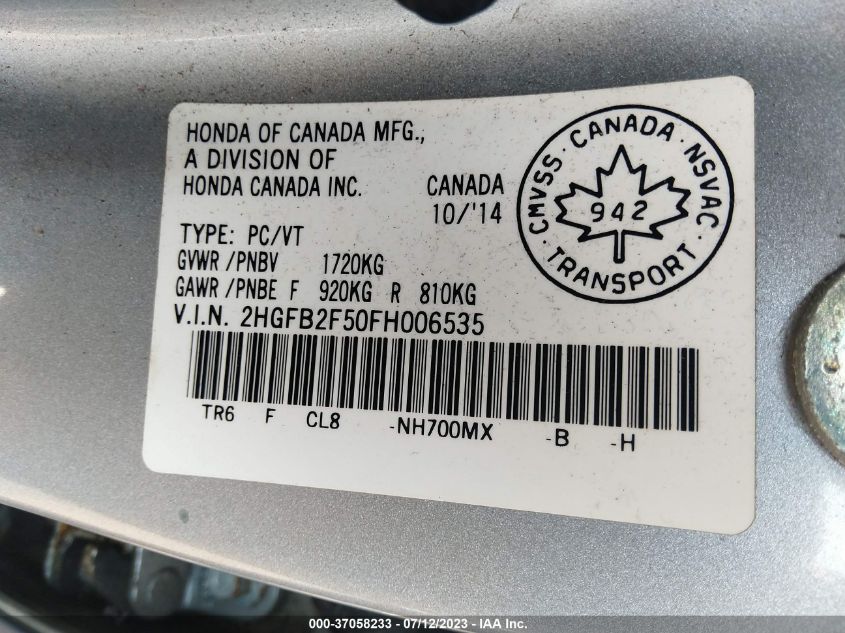 HONDA OF CANADA MFG.,
A DIVISION OF
HONDA CANADA INC. CANADA
10/'14
TYPE: PC/VT
GVWR/PNBV 1720KG
GAWR/PNBE F 920KG R 810KG
V.I.N. 2HGFB2F50FH006535
TR6 F CL8 -NH700MX -B -H
CMVSS · CANADA · NSVAC ·
942
TRANSPORT
000-37058233 - 07/12/2023 - IAA Inc.